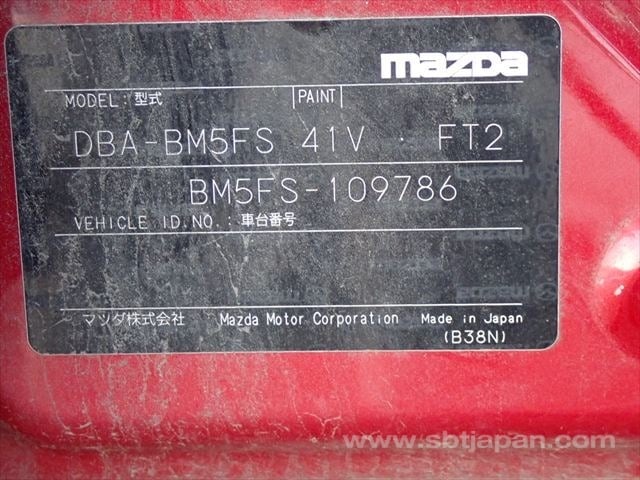 mazda
MODEL：型式 PAINT
DBA-BM5FS 41V · FT2
BM5FS-109786
VEHICLE ID.NO.：車台番号
マツダ株式会社 Mazda Motor Corporation Made in Japan
(B38N)
www.sbtjapan.com